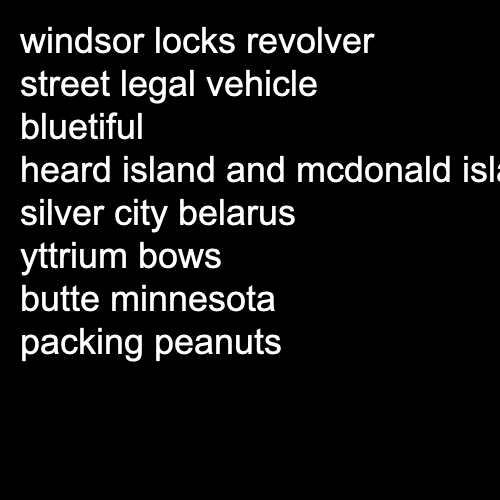 windsor locks revolver
street legal vehicle
bluetiful
heard island and mcdonald
silver city belarus
yttrium bows
butte minnesota
packing peanuts